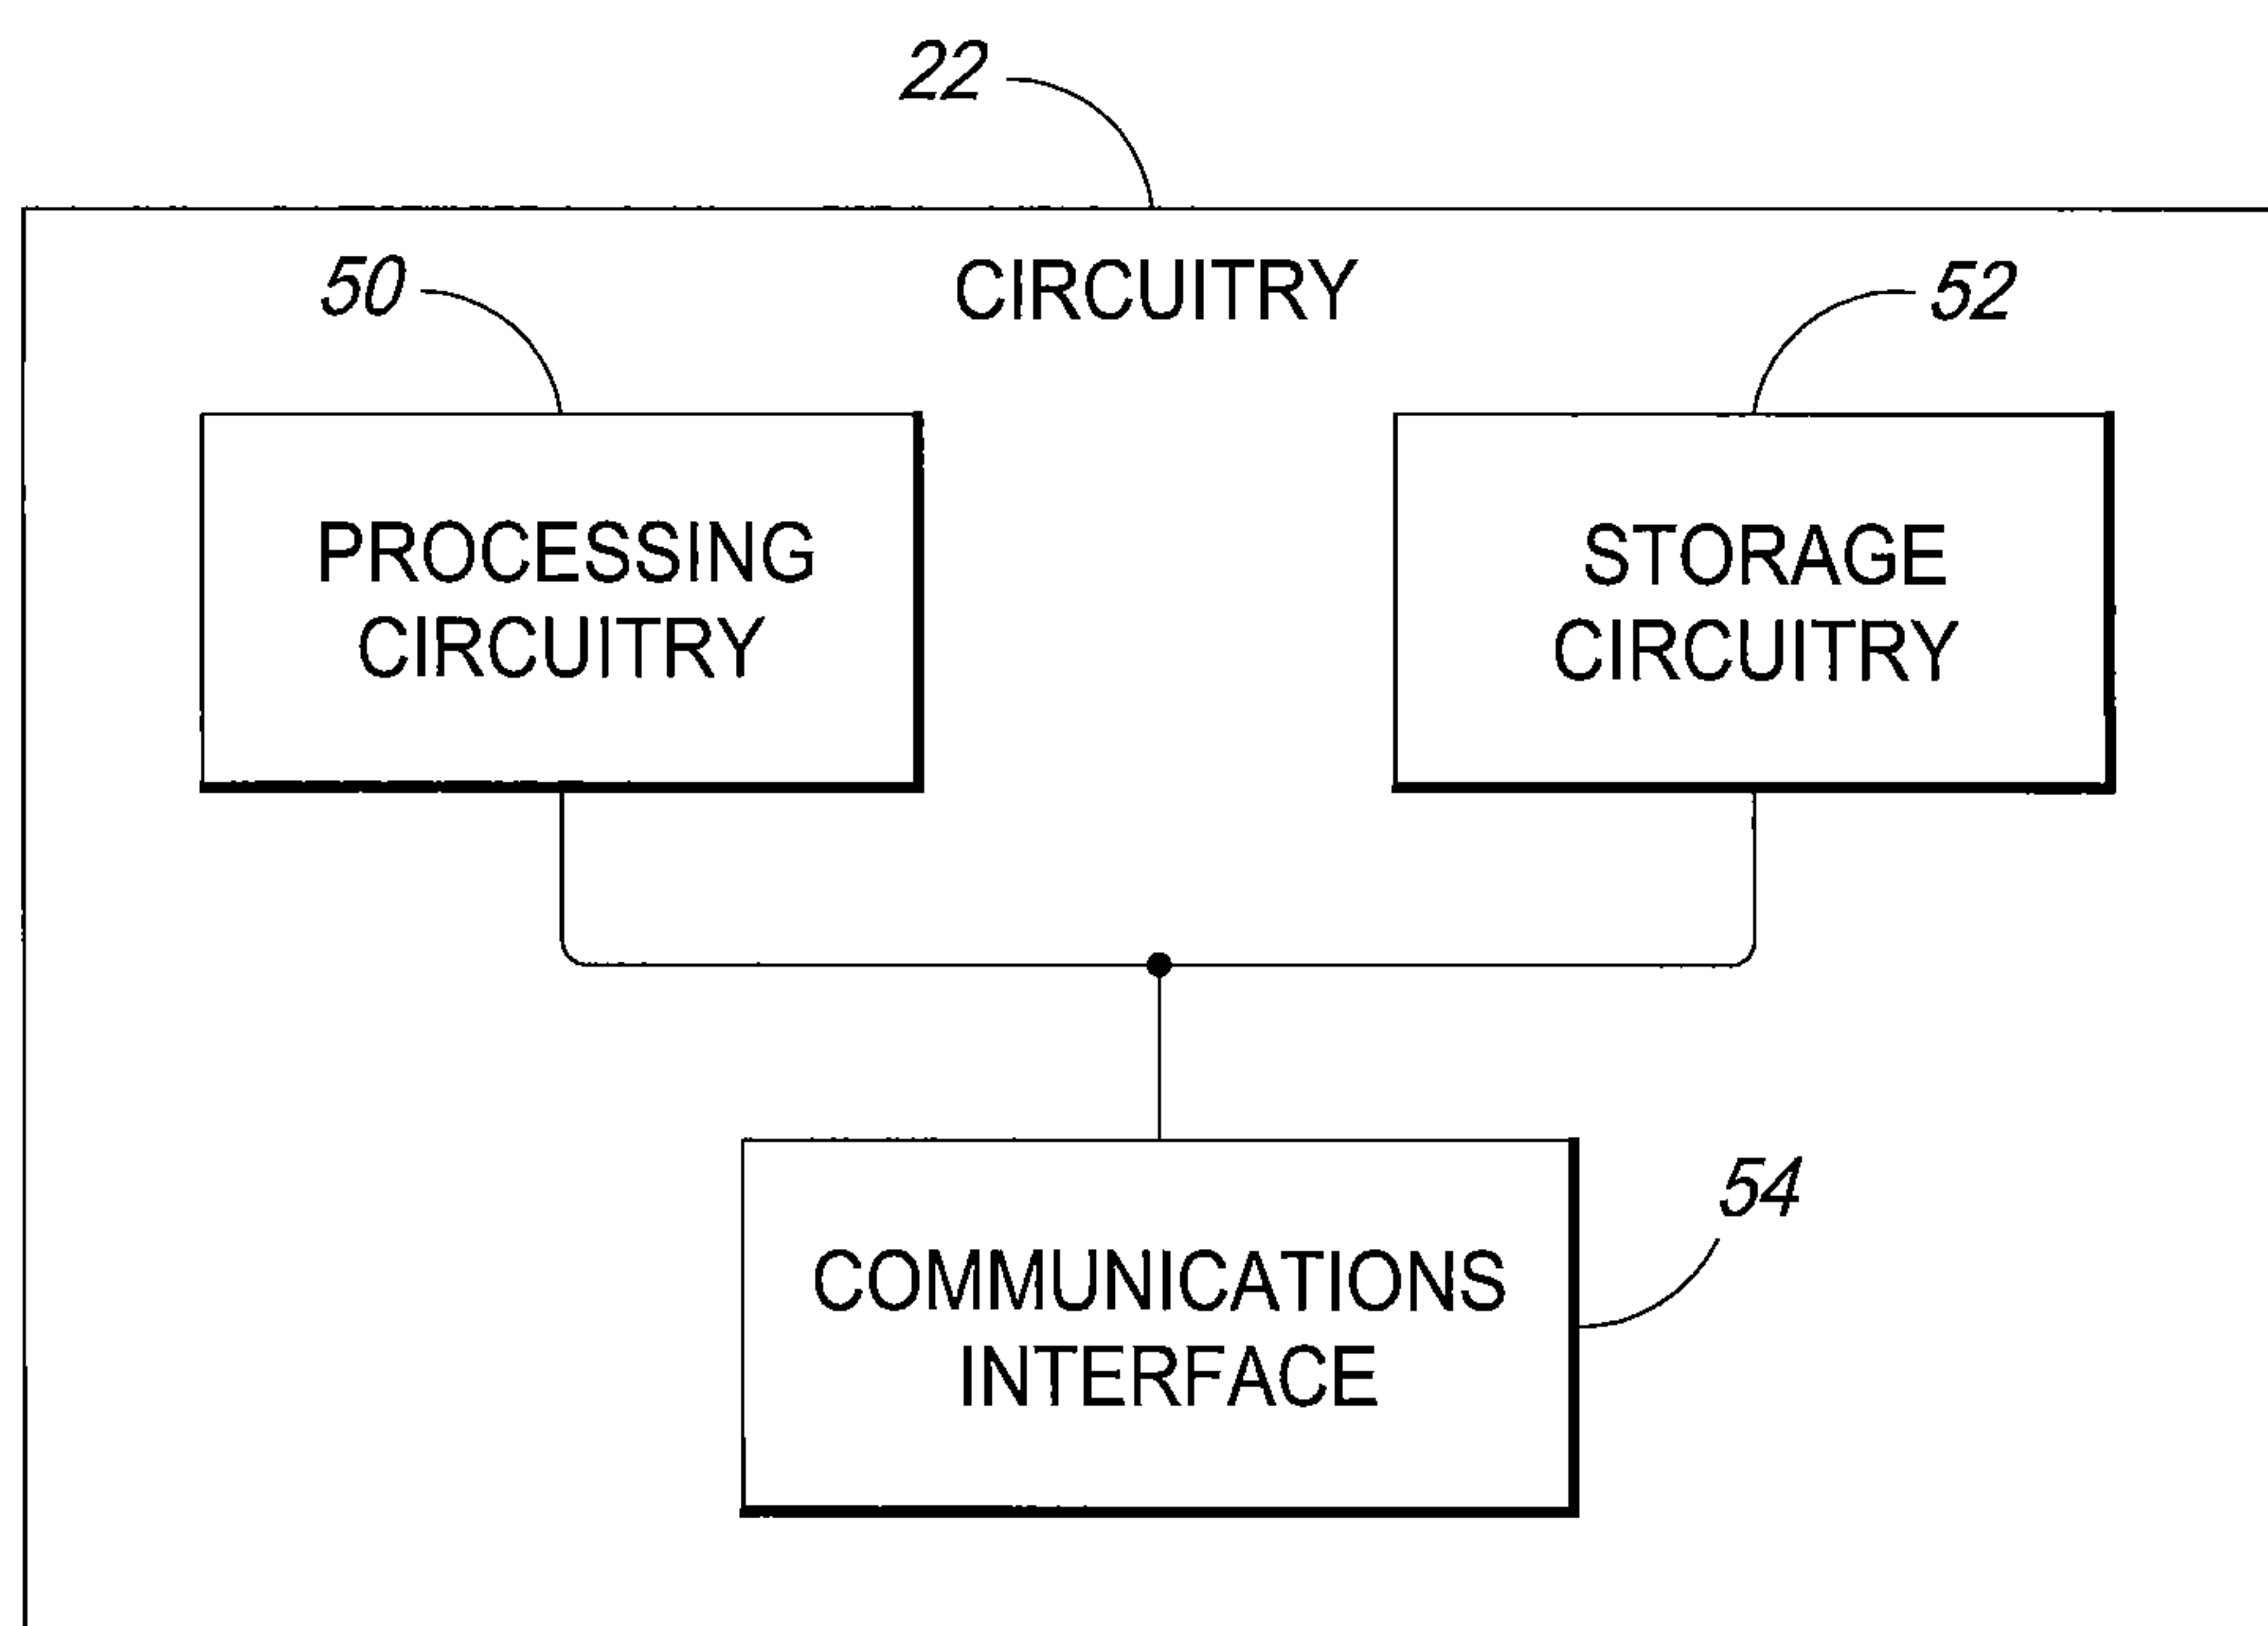 22
CIRCUITRY
50
52
PROCESSING
CIRCUITRY
STORAGE
CIRCUITRY
54
COMMUNICATIONS
INTERFACE